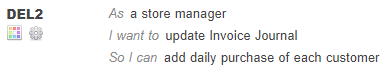 DEL2 As a store manager
I want to update Invoice Journal
So I can add daily purchase of each customer